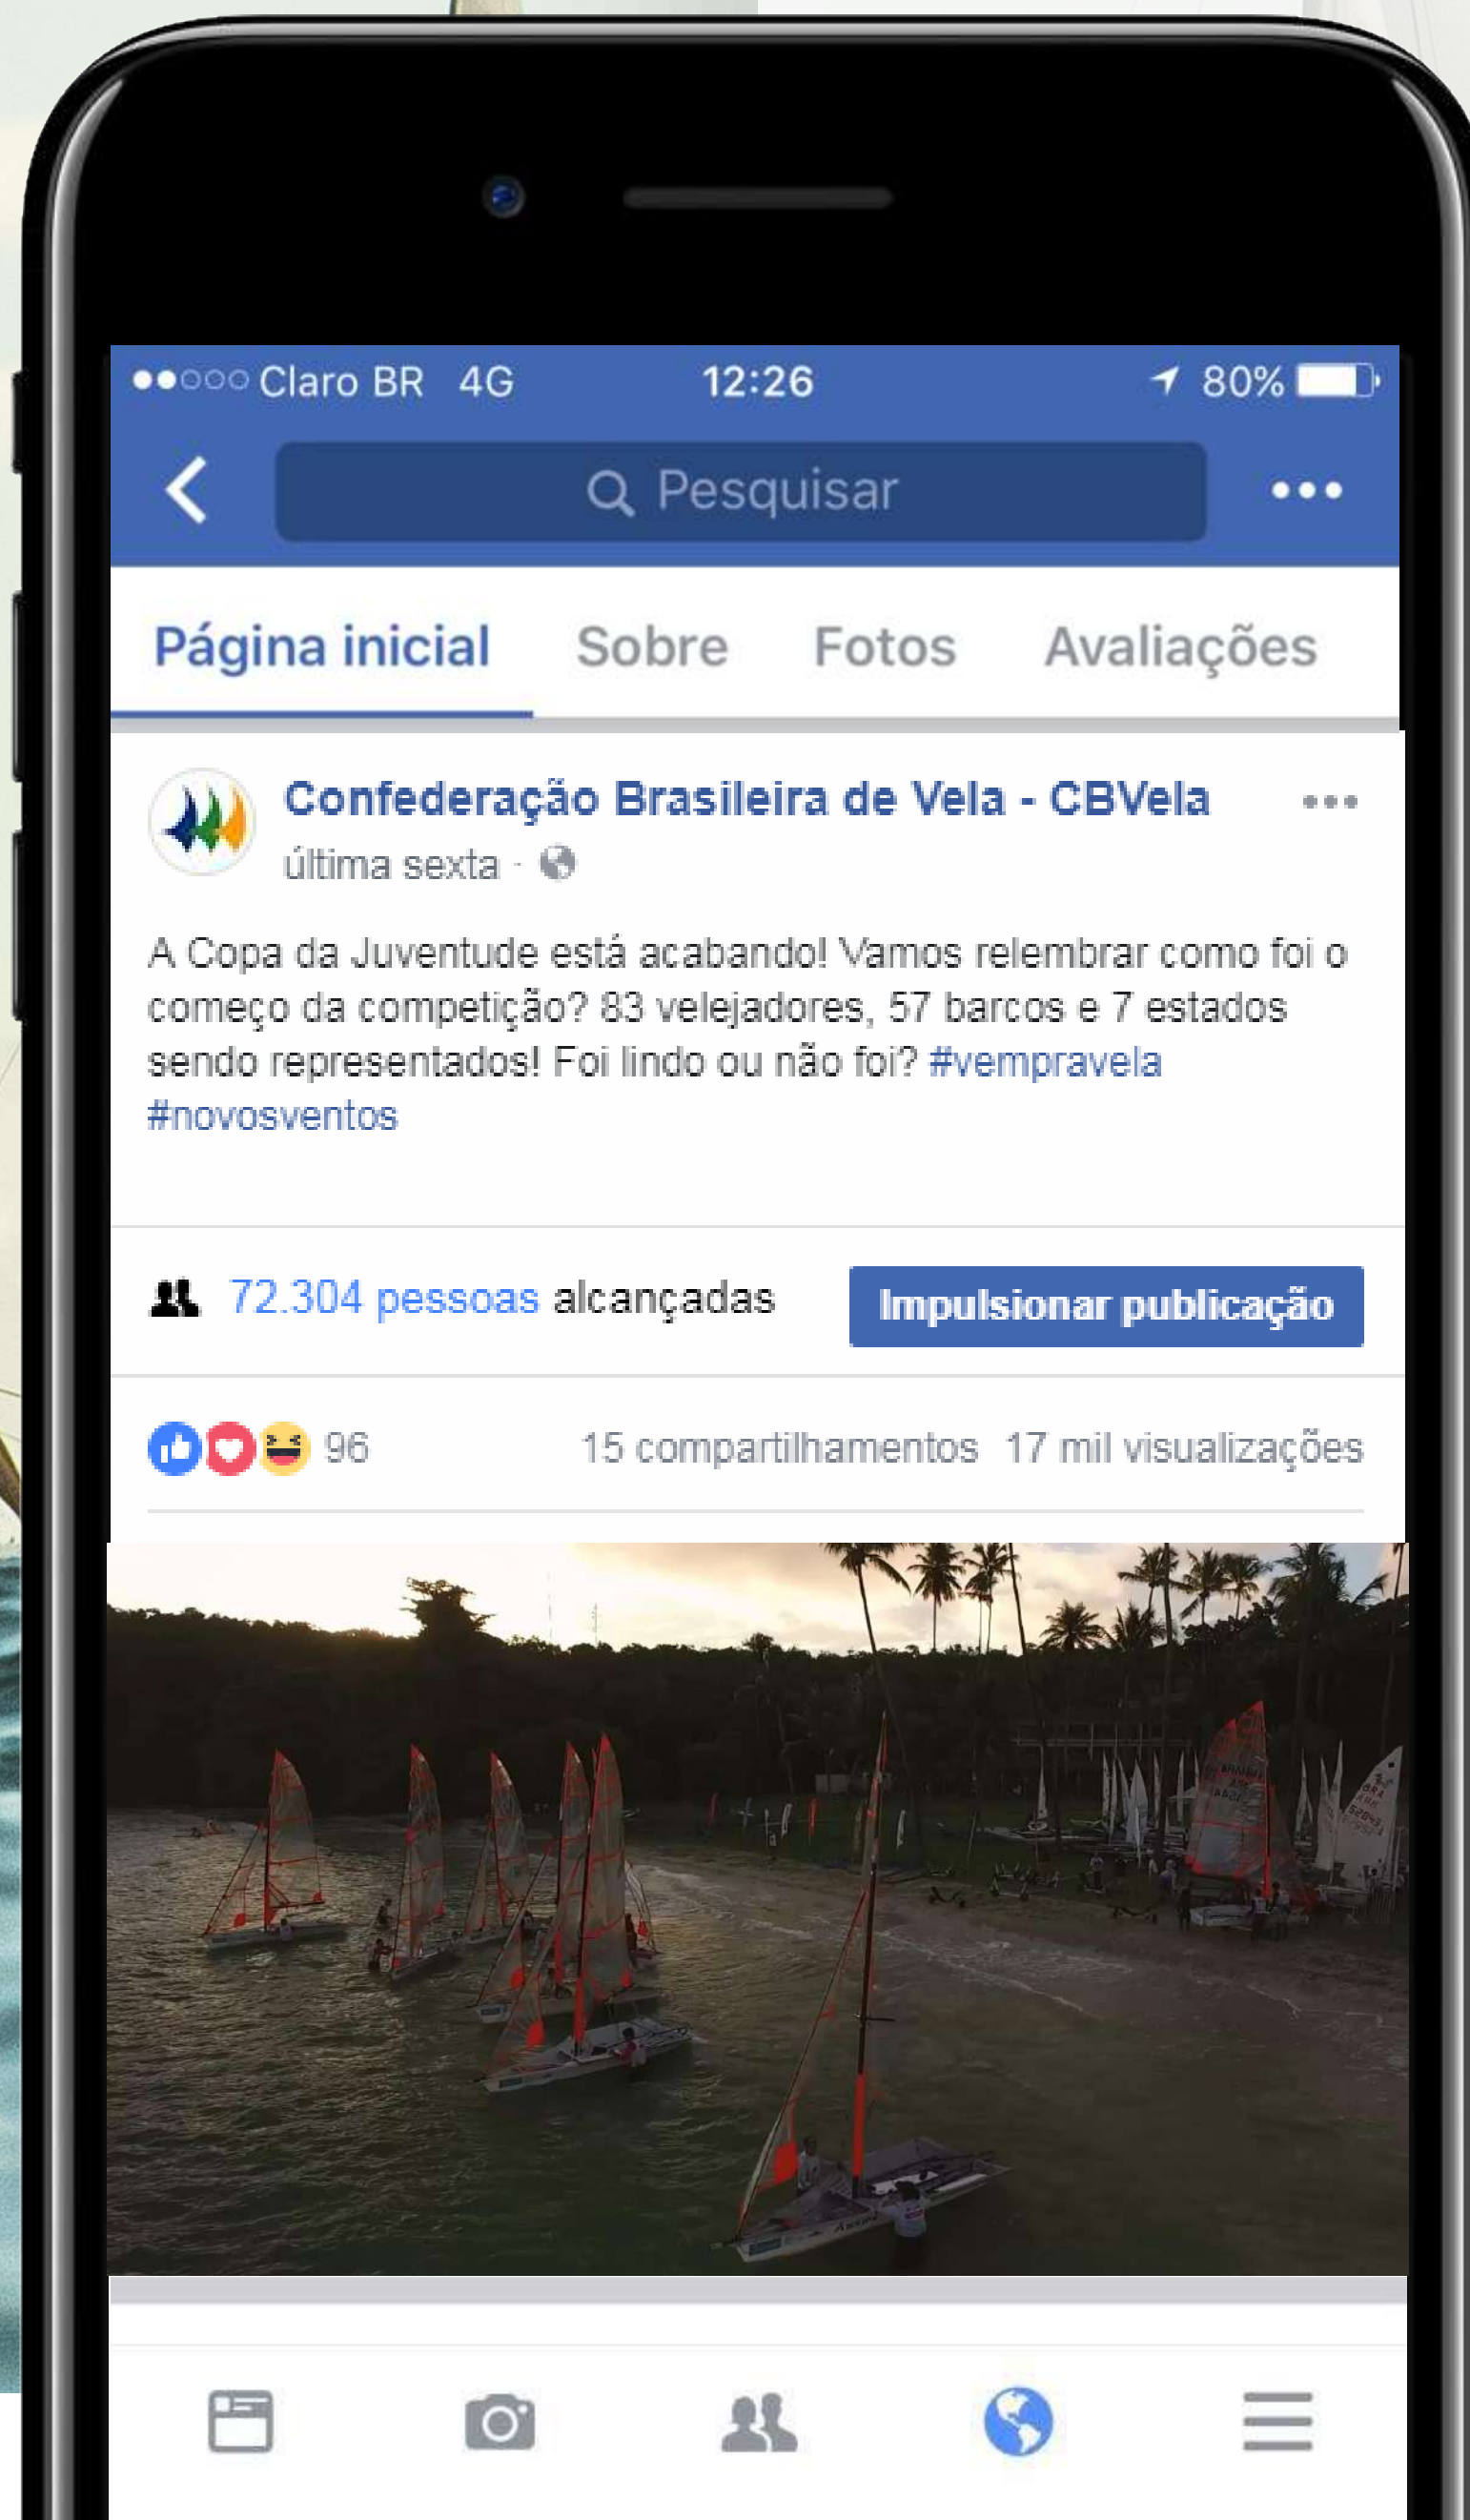 Claro BR 4G 12:26 80%
Pesquisar
Página inicial Sobre Fotos Avaliações
Confederação Brasileira de Vela - CBVela
última sexta ·
A Copa da Juventude está acabando! Vamos relembrar como foi o
começo da competição? 83 velejadores, 57 barcos e 7 estados
sendo representados! Foi lindo ou não foi? #vempravela
#novosventos
72.304 pessoas alcançadas Impulsionar publicação
96 15 compartilhamentos 17 mil visualizações